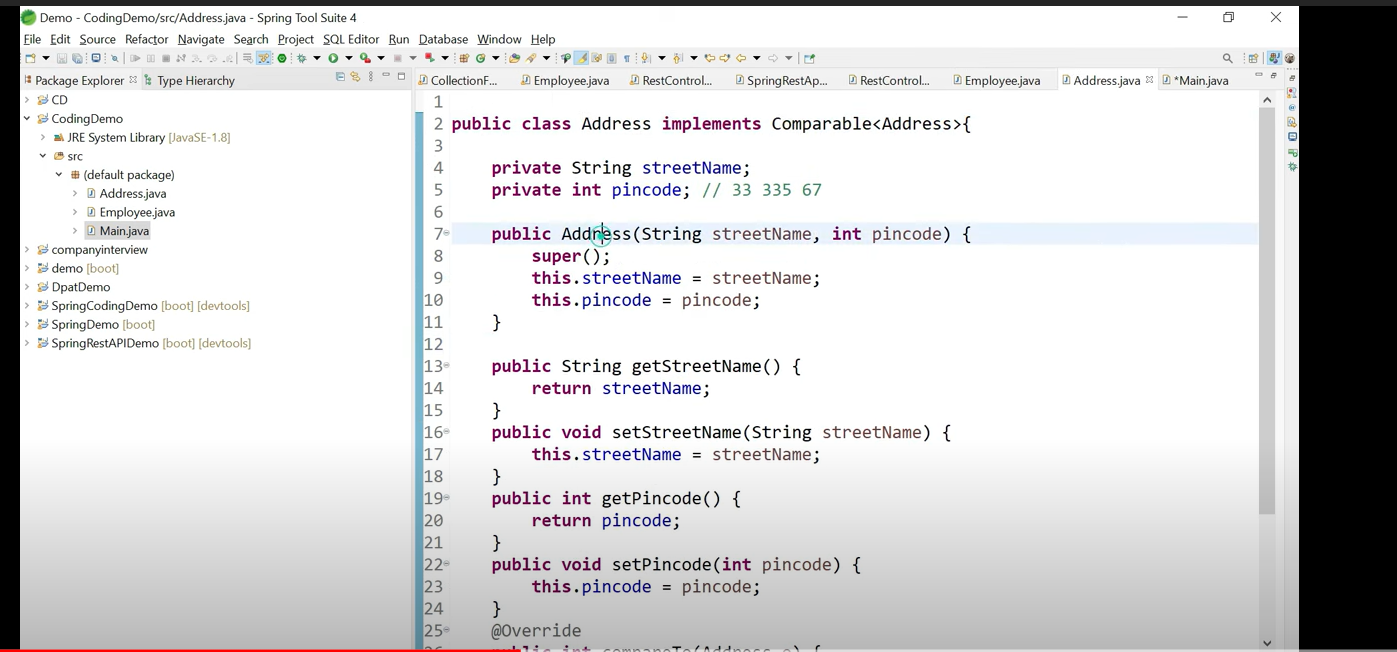 Demo - CodingDemo/src/Address.java - Spring Tool Suite 4
File Edit Source Refactor Navigate Search Project SQL Editor Run Database Window Help
Package Explorer Type Hierarchy
CD
CodingDemo
JRE System Library [JavaSE-1.8]
src
(default package)
Address.java
Employee.java
Main.java
companyinterview
demo [boot]
DpatDemo
SpringCodingDemo [boot] [devtools]
SpringDemo [boot]
SpringRestAPIDemo [boot] [devtools]
CollectionF... Employee.java RestControl... SpringRestAp... RestControl... Employee.java Address.java *Main.java
1
2 public class Address implements Comparable<Address>{
3
4 private String streetName;
5 private int pincode; // 33 335 67
6
7 public Address(String streetName, int pincode) {
8 super();
9 this.streetName = streetName;
10 this.pincode = pincode;
11 }
12
13 public String getStreetName() {
14 return streetName;
15 }
16 public void setStreetName(String streetName) {
17 this.streetName = streetName;
18 }
19 public int getPincode() {
20 return pincode;
21 }
22 public void setPincode(int pincode) {
23 this.pincode = pincode;
24 }
25 @Override
26 public int compareTo(Address o) {